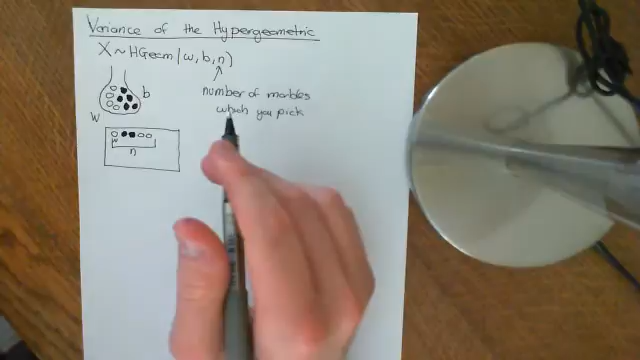 Variance of the Hypergeometric
X ~ HGeom(w, b, n)
number of marbles
which you pick
b
w
w
n